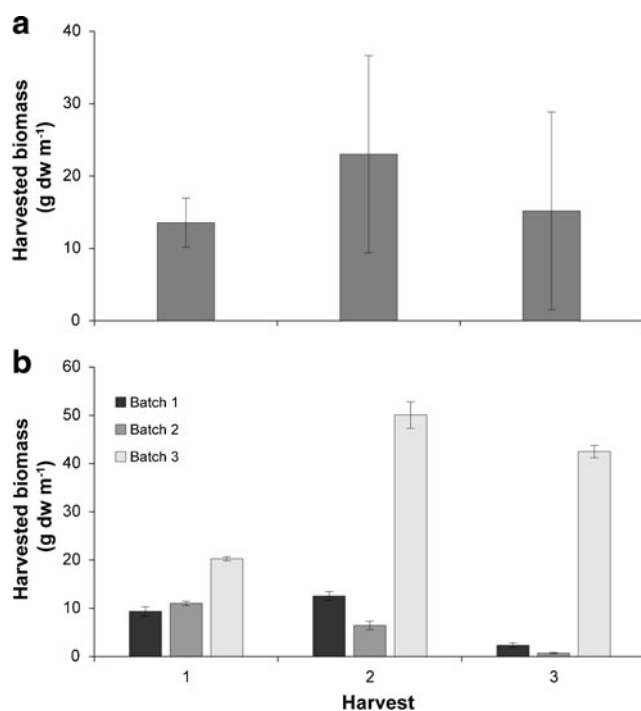 a
Harvested biomass
(g dw m-1)
40
30
20
10
0
b
Harvested biomass
(g dw m-1)
60
50
40
30
20
10
0
Batch 1
Batch 2
Batch 3
1
2
3
Harvest